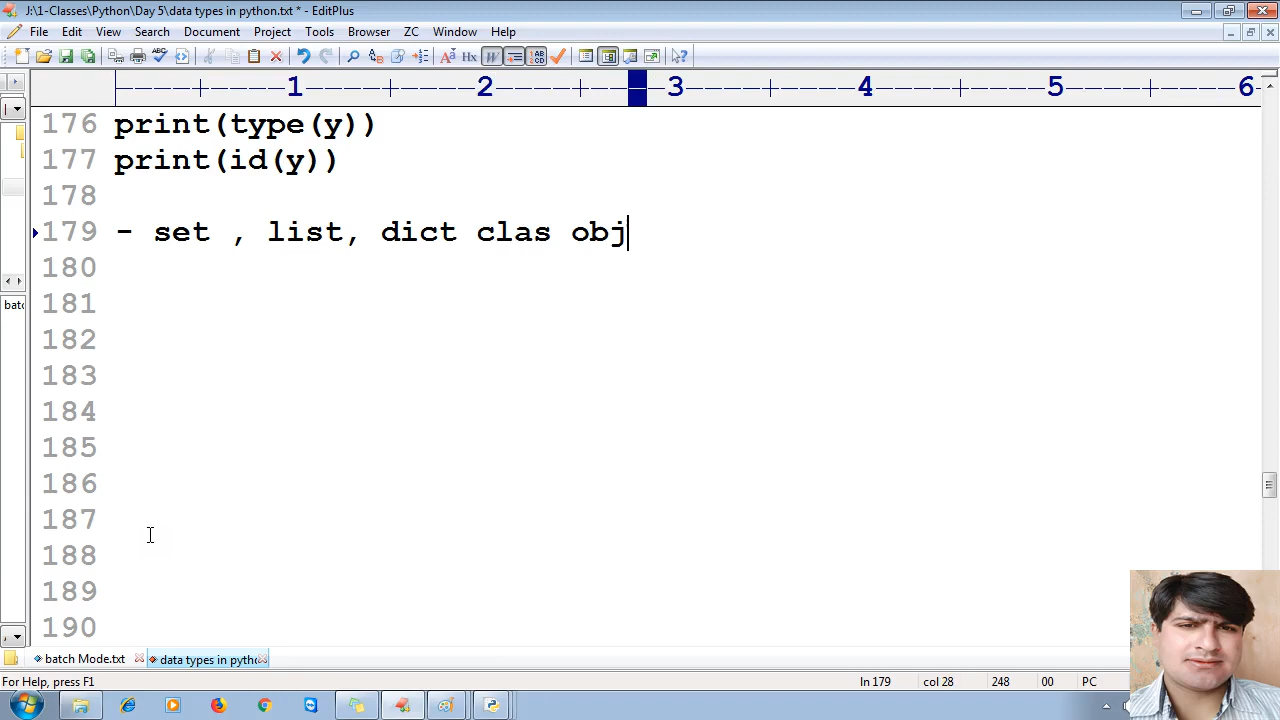 J:\1-Classes\Python\Day 5\data types in python.txt * - EditPlus
File Edit View Search Document Project Tools Browser ZC Window Help
1 2 3 4 5 6
176 print(type(y))
177 print(id(y))
178
179 - set , list, dict clas obj
180
181
182
183
184
185
186
187
188
189
190
batc
batch Mode.txt data types in pyth
For Help, press F1 ln 179 col 28 248 00 PC